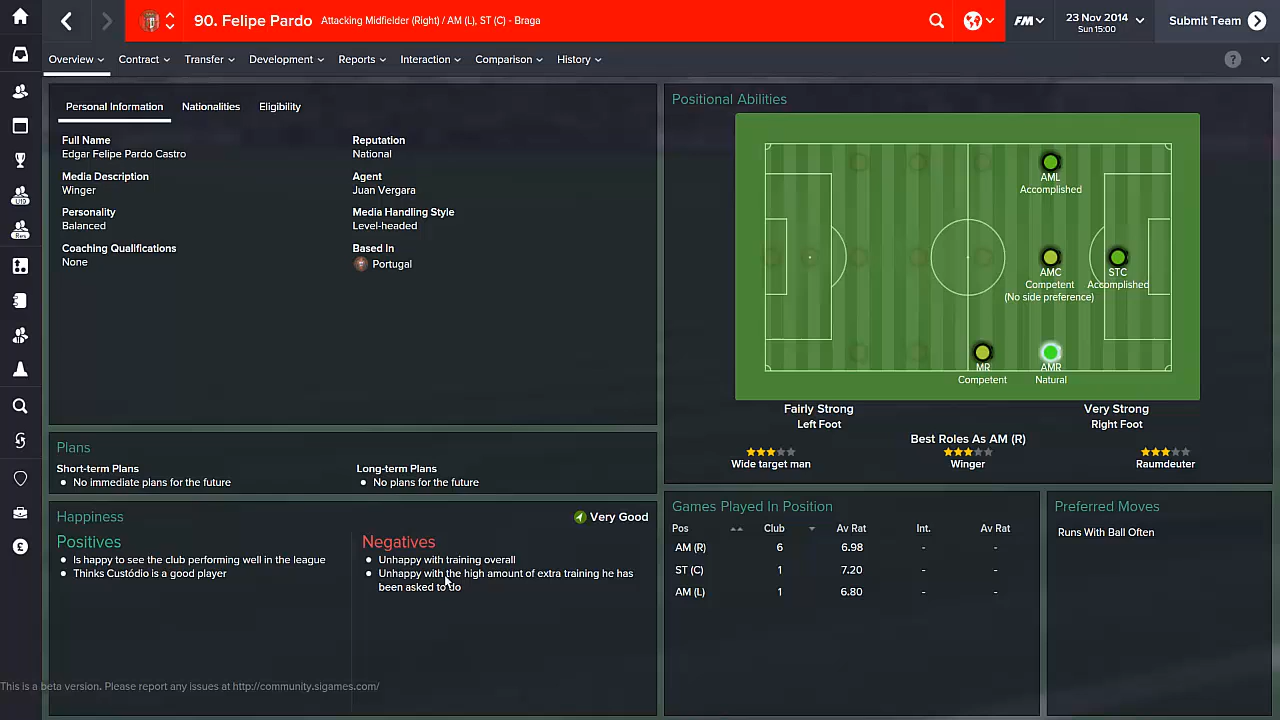 90. Felipe Pardo Attacking Midfielder (Right) / AM (L), ST (C) - Braga
FM
23 Nov 2014
Sun 15:00
Submit Team
Overview Contract Transfer Development Reports Interaction Comparison History
?
Personal Information Nationalities Eligibility
Full Name
Edgar Felipe Pardo Castro
Reputation
National
Media Description
Winger
Agent
Juan Vergara
Personality
Balanced
Media Handling Style
Level-headed
Coaching Qualifications
None
Based In
Portugal
Plans
Short-term Plans
No immediate plans for the future
Long-term Plans
No plans for the future
Happiness
Very Good
Positives
Is happy to see the club performing well in the league
Thinks Custódio is a good player
Negatives
Unhappy with training overall
Unhappy with the high amount of extra training he has
been asked to do
This is a beta version. Please report any issues at http://community.sigames.com/
Positional Abilities
AML
Accomplished
AMC
Competent
(No side preference)
STC
Accomplished
MR
Competent
AMR
Natural
Fairly Strong
Left Foot
Very Strong
Right Foot
Best Roles As AM (R)
Wide target man
Winger
Raumdeuter
Games Played In Position
Pos Club Av Rat Int. Av Rat
AM (R) 6 6.98 - -
ST (C) 1 7.20 - -
AM (L) 1 6.80 - -
Preferred Moves
Runs With Ball Often